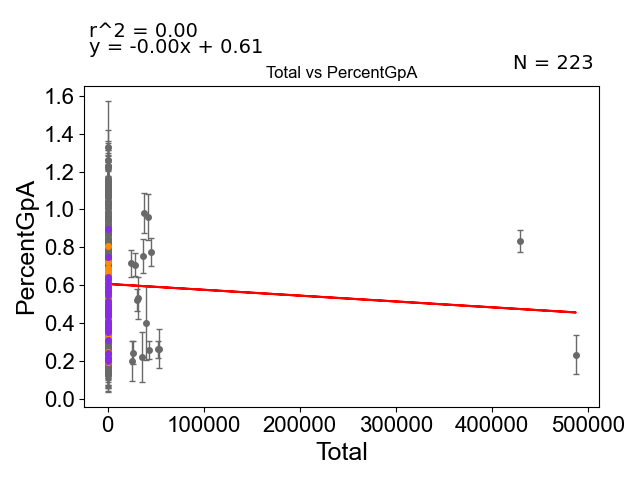 r^2 = 0.00
y = -0.00x + 0.61
N = 223
Total vs PercentGpA
1.6
1.4
1.2
1.0
0.8
0.6
0.4
0.2
0.0
PercentGpA
0 100000 200000 300000 400000 500000
Total